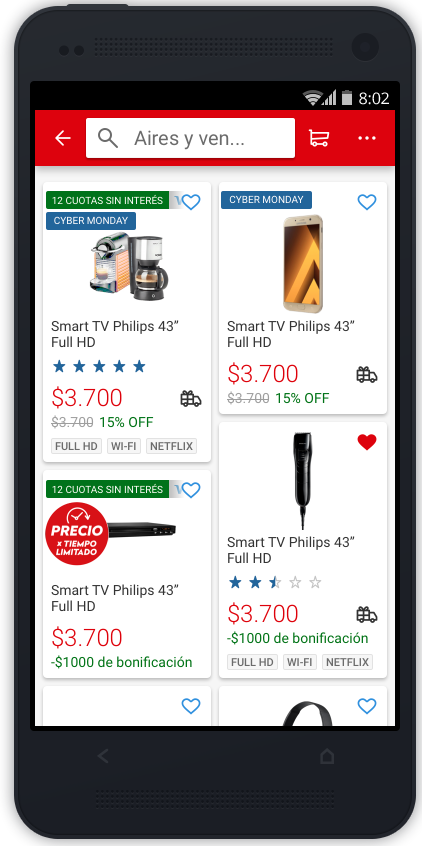 8:02
Aires y ven...
12 CUOTAS SIN INTERÉS
CYBER MONDAY
Smart TV Philips 43”
Full HD
$3.700
$3.700 15% OFF
FULL HD WI-FI NETFLIX
CYBER MONDAY
Smart TV Philips 43”
Full HD
$3.700
$3.700 15% OFF
12 CUOTAS SIN INTERÉS
PRECIO
x TIEMPO
LIMITADO
Smart TV Philips 43”
Full HD
$3.700
-$1000 de bonificación
Smart TV Philips 43”
Full HD
$3.700
-$1000 de bonificación
FULL HD WI-FI NETFLIX